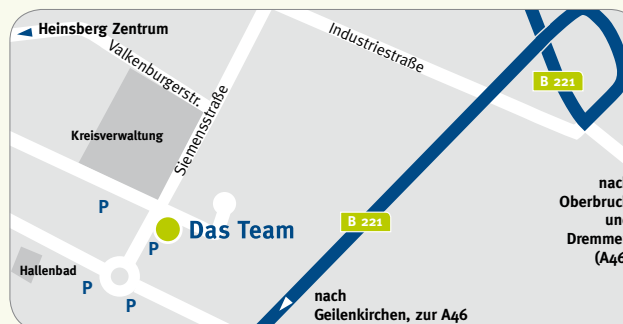 Heinsberg Zentrum
Valkenburgerstr.
Industriestraße
B 221
Kreisverwaltung
Siemensstraße
nach
Oberbruch
und
Dremmen
(A46
P
Das Team
B 221
P
Hallenbad
P
P
nach
Geilenkirchen, zur A46